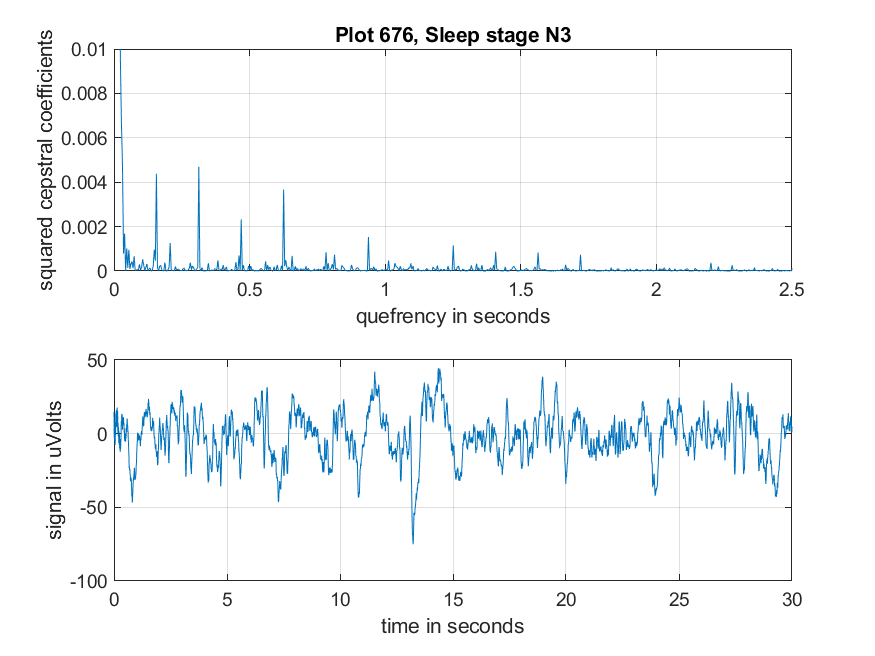 Plot 676, Sleep stage N3
squared cepstral coefficients
0.01
0.008
0.006
0.004
0.002
0
0 0.5 1 1.5 2 2.5
quefrency in seconds
signal in uVolts
50
0
-50
-100
0 5 10 15 20 25 30
time in seconds